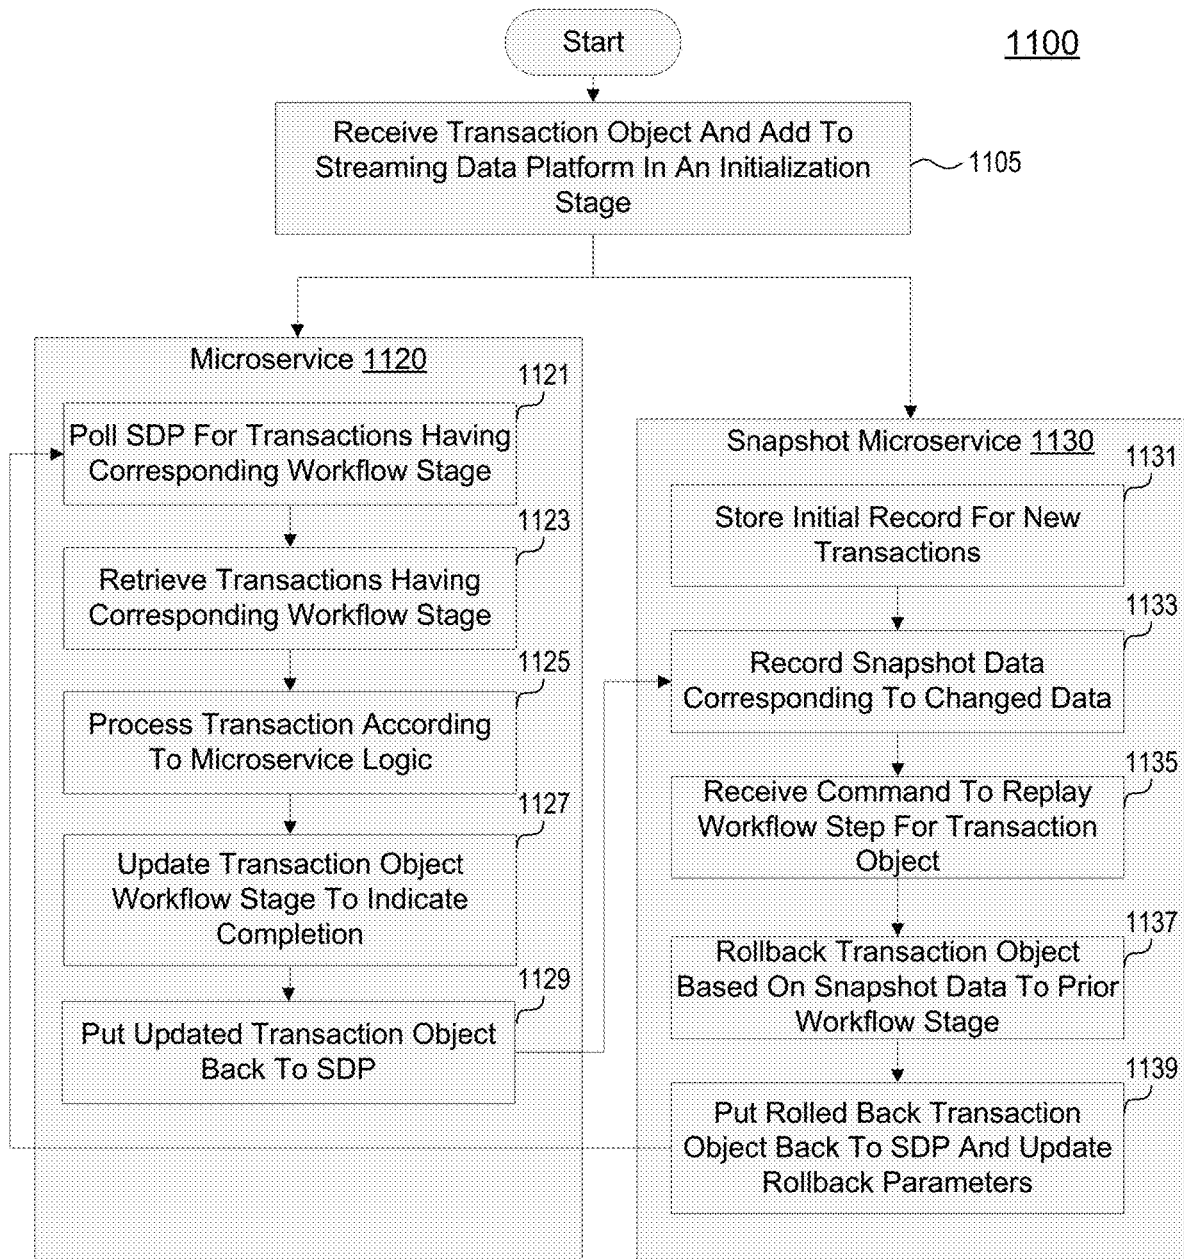 Start
1100
Receive Transaction Object And Add To
Streaming Data Platform In An Initialization
Stage
1105
Microservice 1120
1121
Poll SDP For Transactions Having
Corresponding Workflow Stage
1123
Retrieve Transactions Having
Corresponding Workflow Stage
1125
Process Transaction According
To Microservice Logic
1127
Update Transaction Object
Workflow Stage To Indicate
Completion
1129
Put Updated Transaction Object
Back To SDP
Snapshot Microservice 1130
1131
Store Initial Record For New
Transactions
1133
Record Snapshot Data
Corresponding To Changed Data
1135
Receive Command To Replay
Workflow Step For Transaction
Object
1137
Rollback Transaction Object
Based On Snapshot Data To Prior
Workflow Stage
1139
Put Rolled Back Transaction
Object Back To SDP And Update
Rollback Parameters